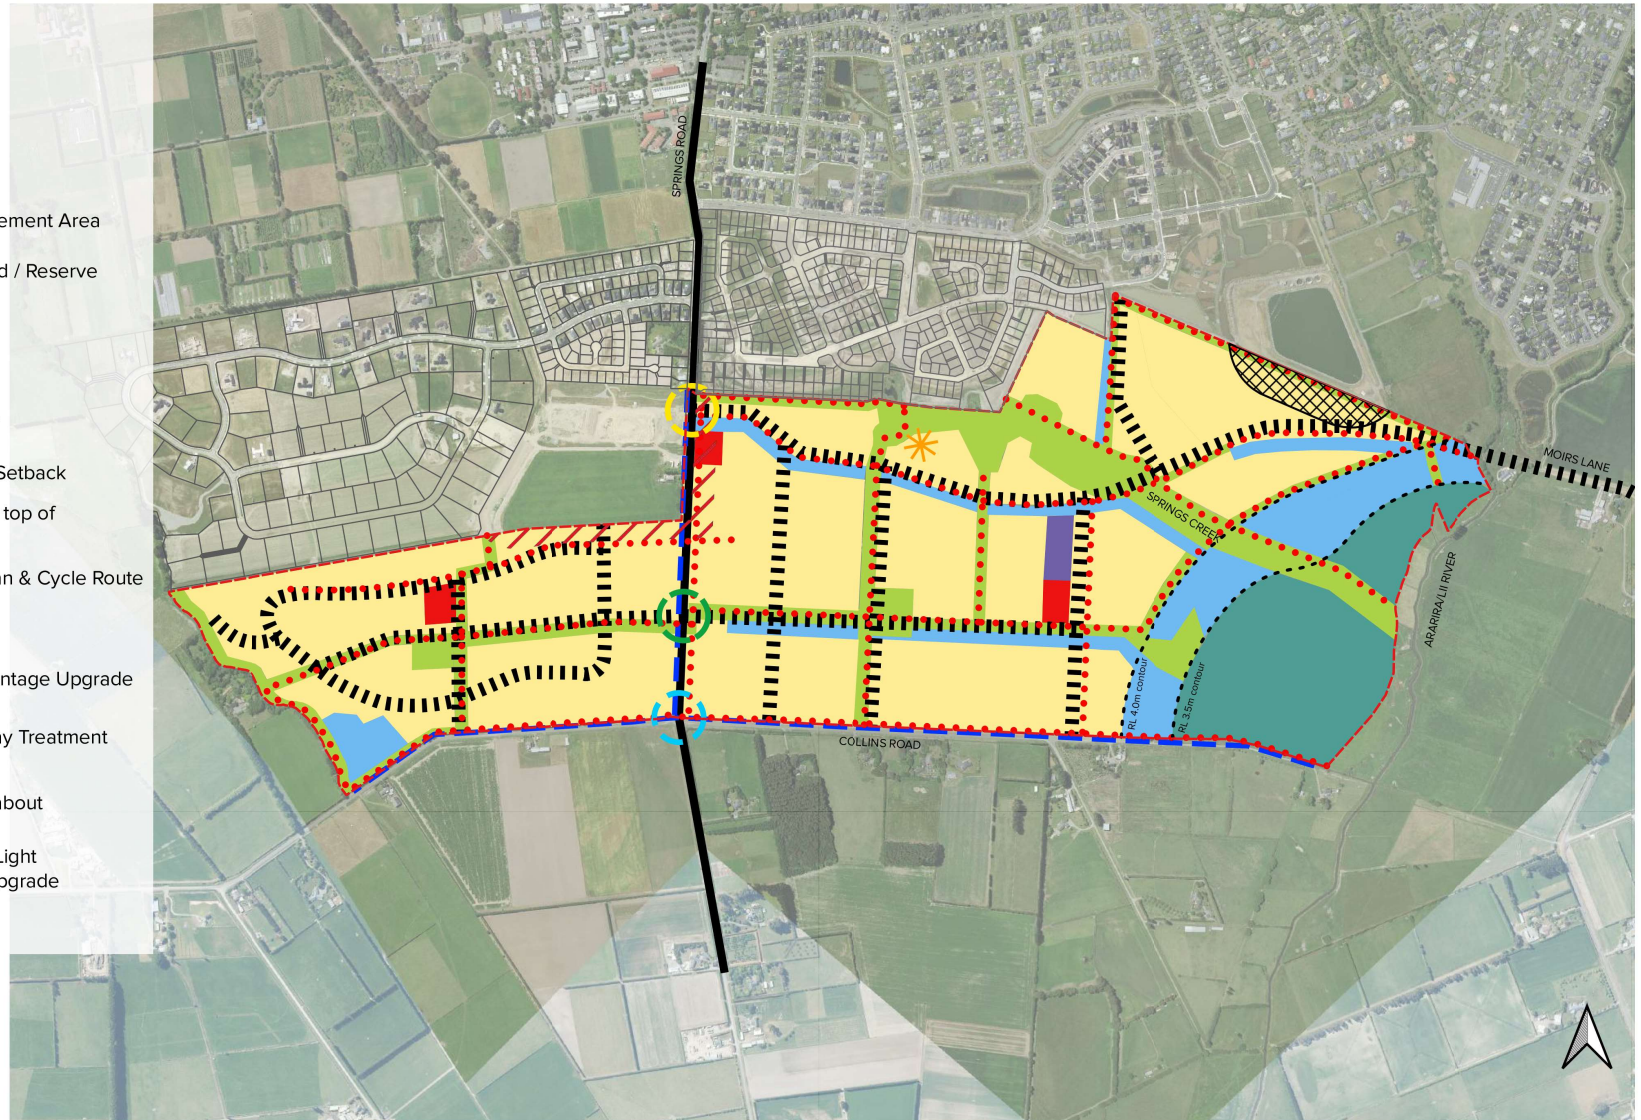 ement Area
d / Reserve
Setback
top of
n & Cycle Route
ntage Upgrade
y Treatment
bout
Light
pgrade
SPRINGS ROAD
MOIRS LANE
SPRINGS CREEK
ARARIRA/LII RIVER
RL 4.0m contour
RL 3.5m contour
COLLINS ROAD